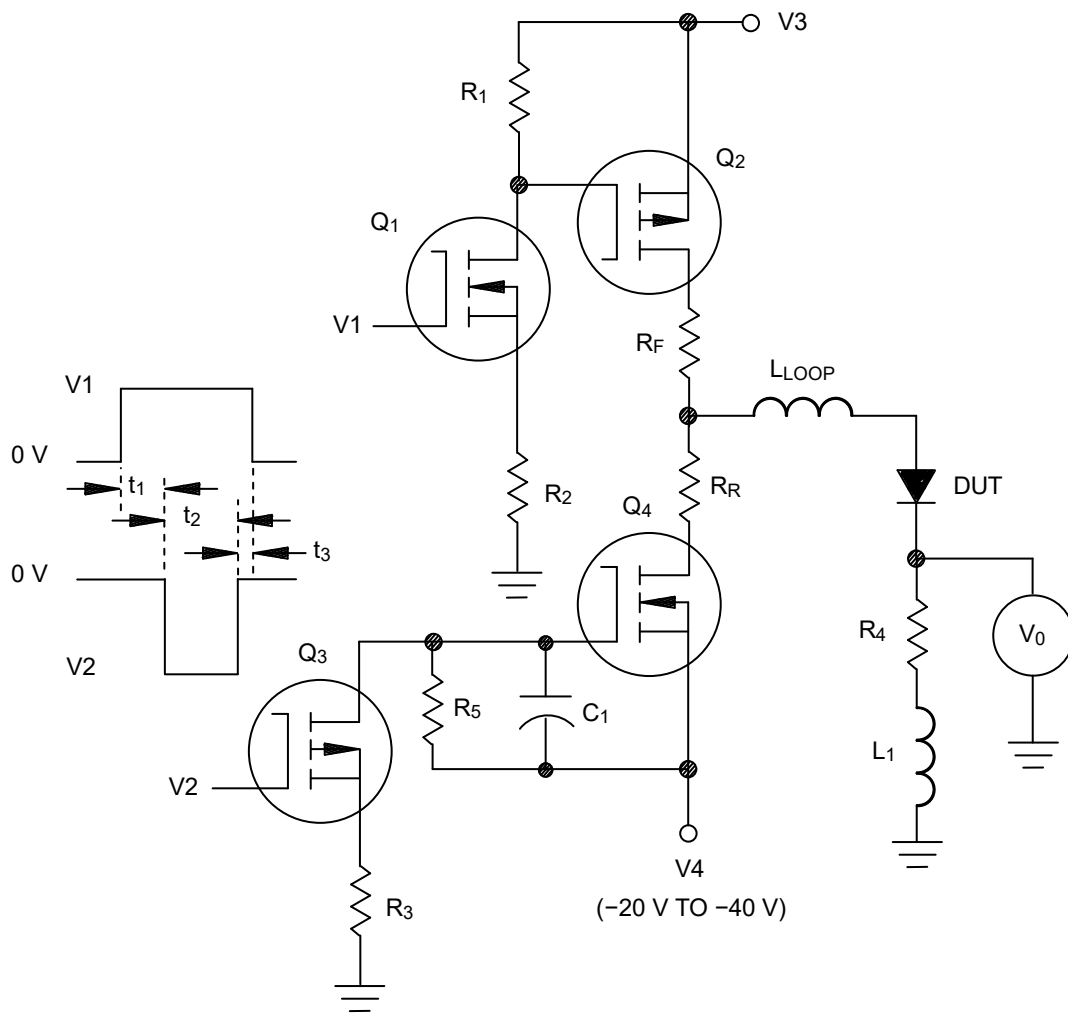 V3
R1
Q2
Q1
V1
RF
LLOOP
V1
0 V
t1
R2
RR
DUT
t2
Q4
t3
0 V
R4
V0
Q3
V2
R5
C1
L1
V2
V4
R3
(−20 V TO −40 V)